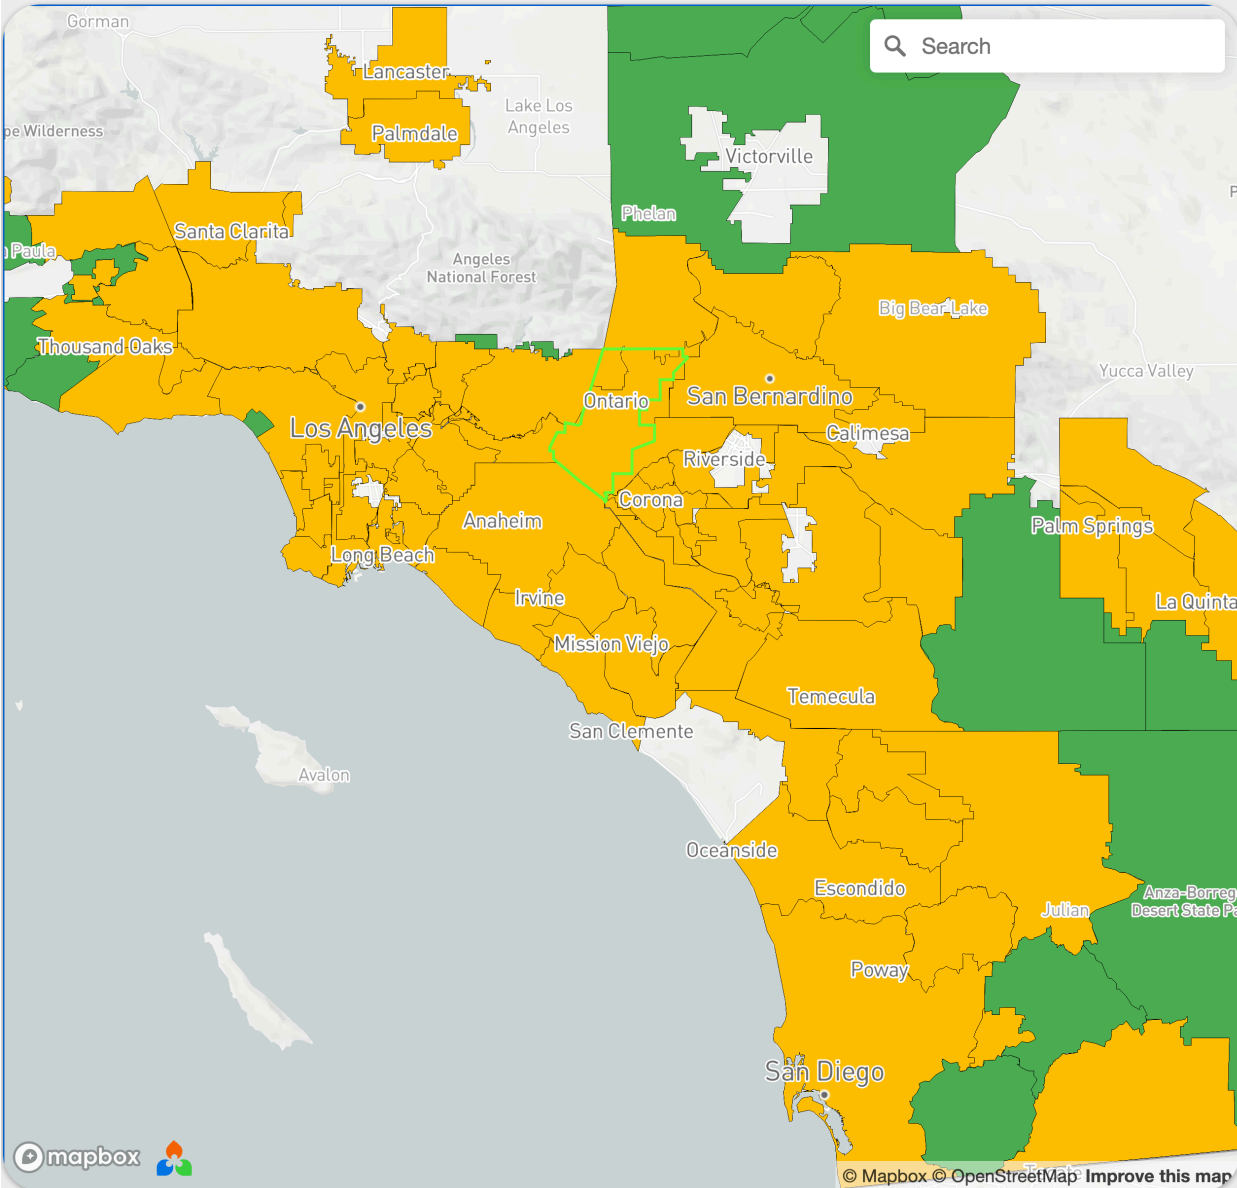 Gorman
Search
Lancaster
Lake Los
Angeles
Palmdale
pe Wilderness
Victorville
Phelan
Santa Clarita
Paula
Angeles
National Forest
Big Bear Lake
Thousand Oaks
Yucca Valley
San Bernardino
Ontario
Los Angeles
Calimesa
Riverside
Corona
Anaheim
Palm Springs
Long Beach
Irvine
La Quinta
Mission Viejo
Temecula
San Clemente
Avalon
Oceanside
Escondido
Anza-Borreg
Desert State Pa
Julian
Poway
San Diego
mapbox
© Mapbox © OpenStreetMap Improve this map